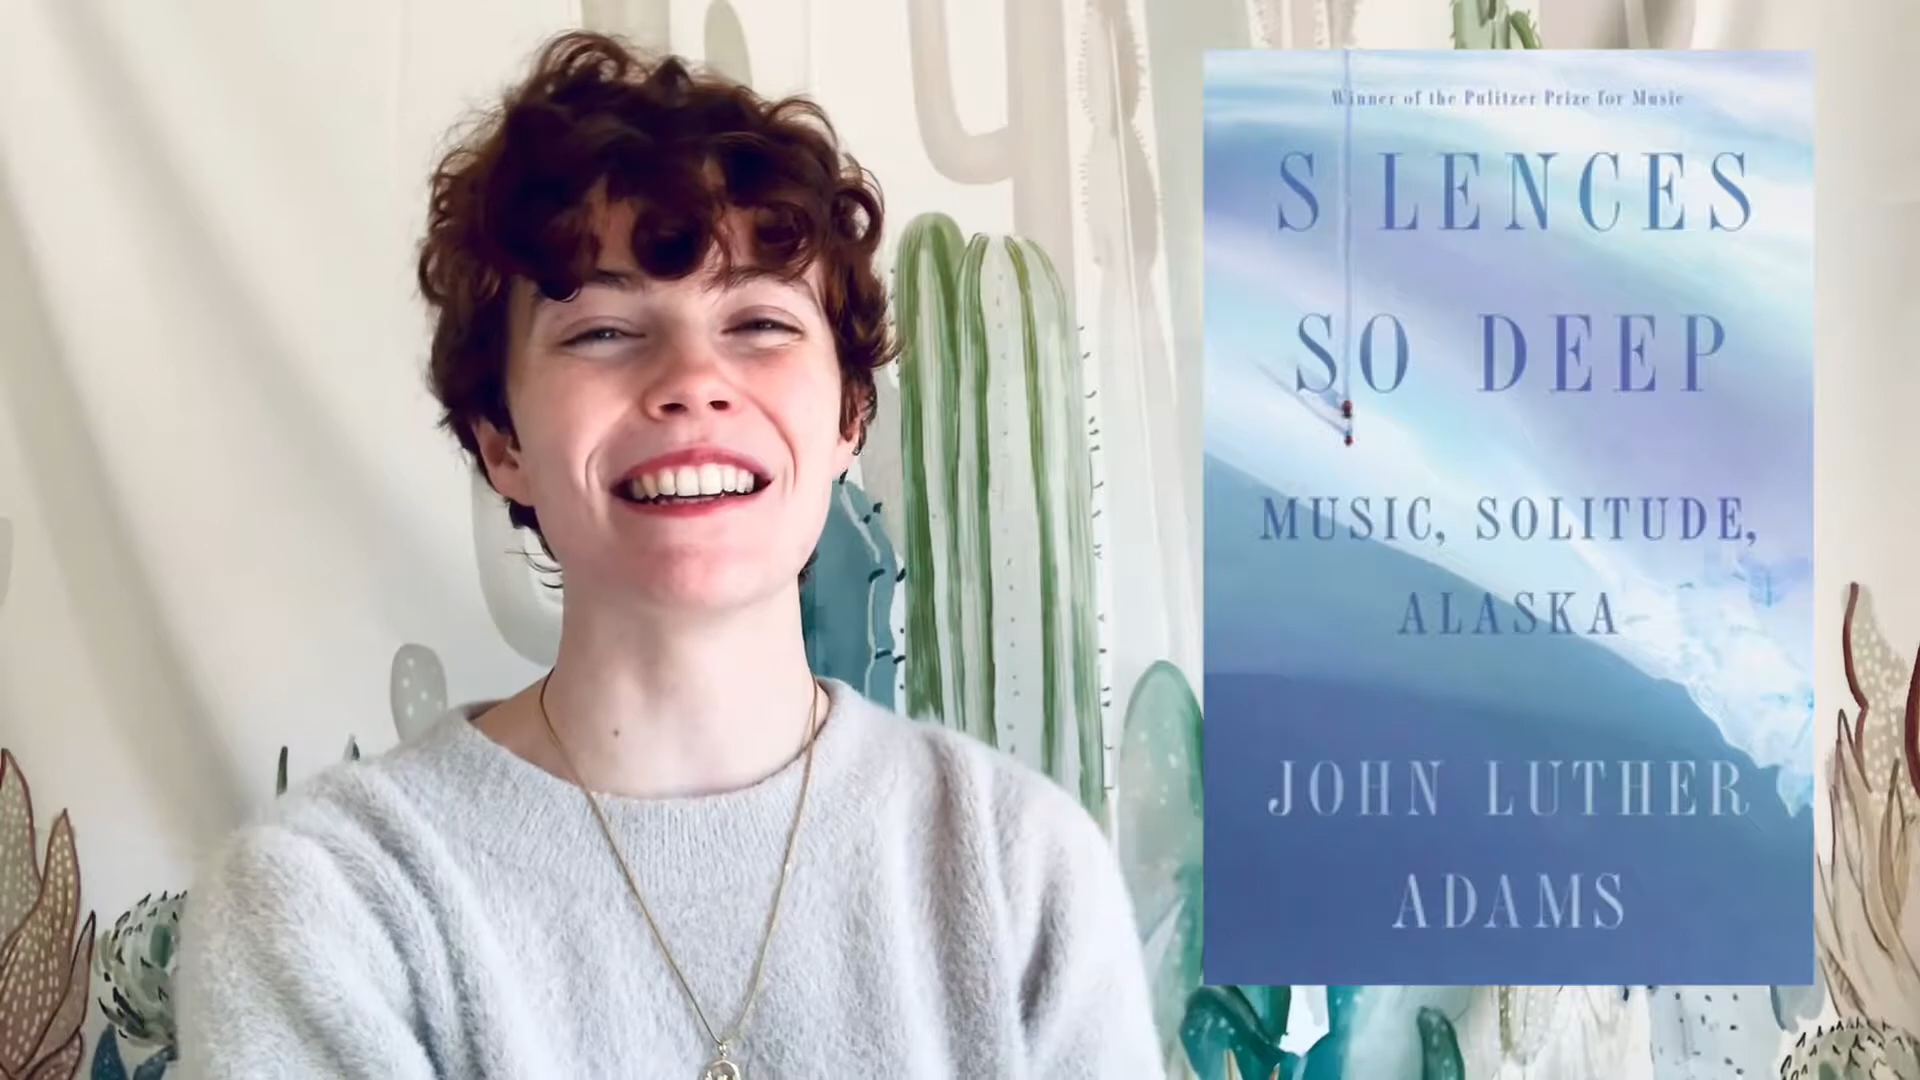 Winner of the Pulitzer Prize for Music
S LENCES
SO DEEP
MUSIC, SOLITUDE,
ALASKA
JOHN LUTHER
ADAMS